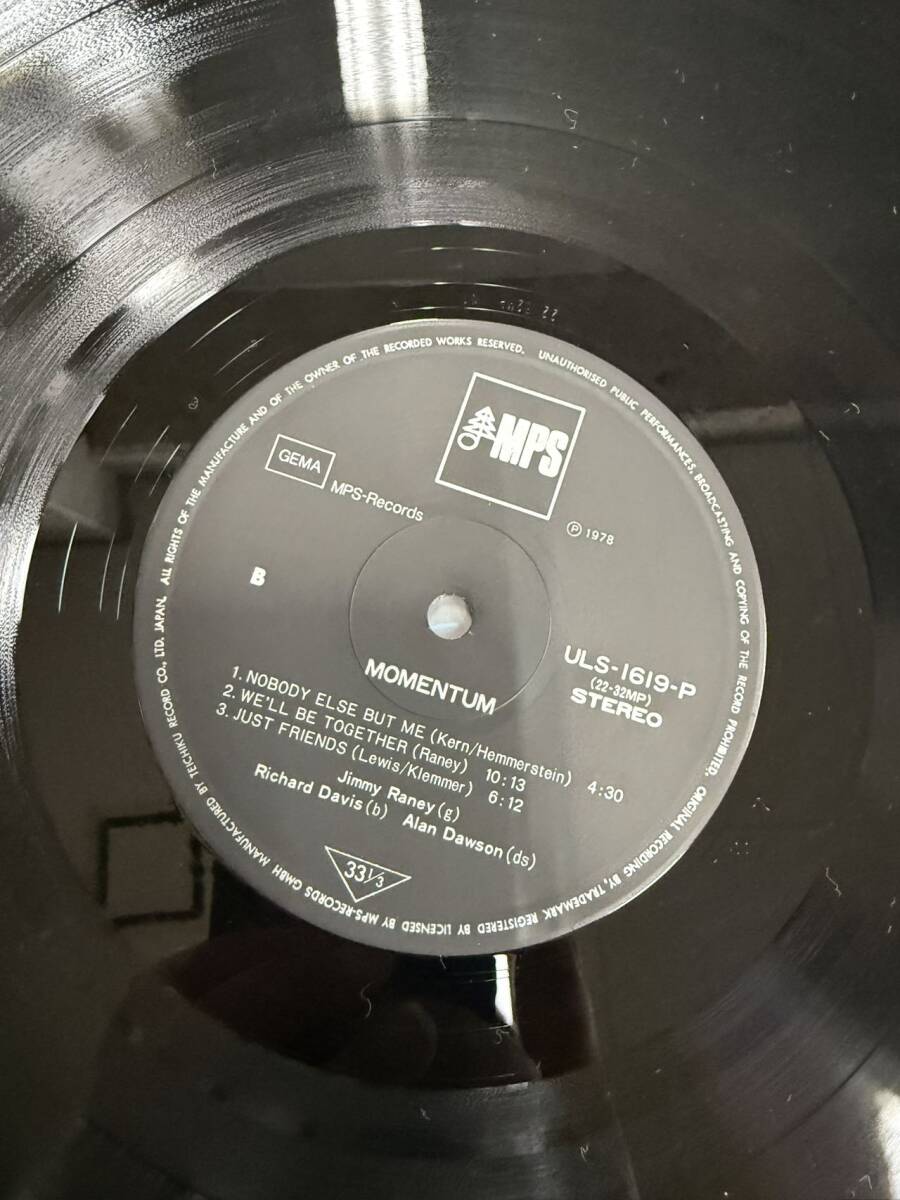 MPS
GEMA
MPS-Records
Ⓟ 1978
B
ULS-1619-P
(22-32MP)
STEREO
MOMENTUM
1. NOBODY ELSE BUT ME (Kern/Hemmerstein) 4:30
2. WE'LL BE TOGETHER (Raney) 10:13
3. JUST FRIENDS (Lewis/Klemmer) 6:12
Jimmy Raney (g)
Richard Davis (b) Alan Dawson (ds)
33 1/3
MANUFACTURED BY TEICHIKU RECORD CO., LTD. JAPAN. ALL RIGHTS OF THE MANUFACTURE AND OF THE OWNER OF THE RECORDED WORKS RESERVED. UNAUTHORISED PUBLIC PERFORMANCES, BROADCASTING AND COPYING OF THE RECORD PROHIBITED. ORIGINAL RECORDING BY, TRADEMARK REGISTERED BY LICENSED BY MPS-RECORDS GMBH